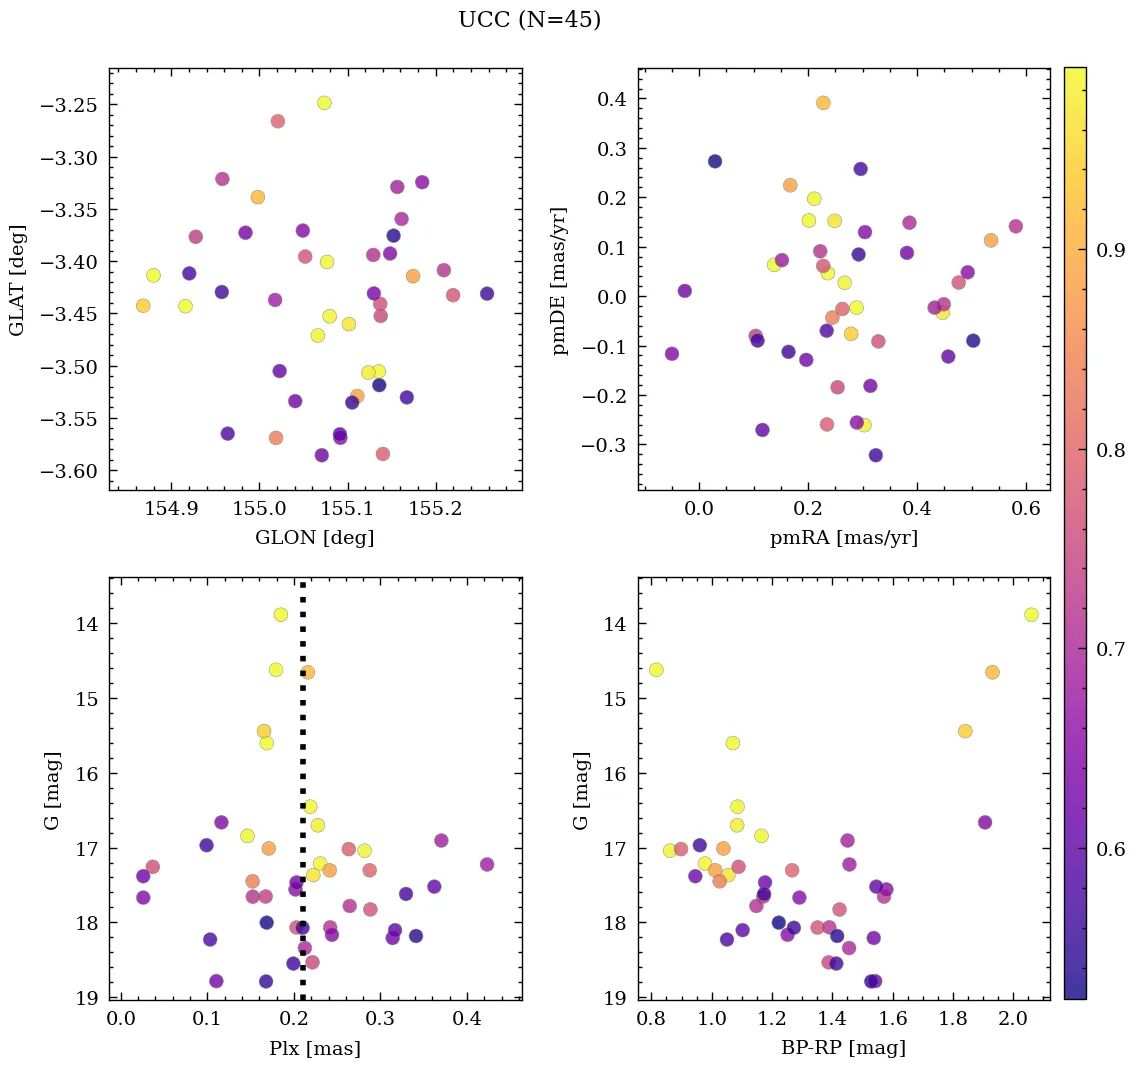 UCC (N=45)
−3.25
−3.30
−3.35
−3.40
−3.45
−3.50
−3.55
−3.60
GLAT [deg]
154.9 155.0 155.1 155.2
GLON [deg]
0.4
0.3
0.2
0.1
0.0
−0.1
−0.2
−0.3
pmDE [mas/yr]
0.0 0.2 0.4 0.6
pmRA [mas/yr]
14
15
16
17
18
19
G [mag]
0.0 0.1 0.2 0.3 0.4
Plx [mas]
14
15
16
17
18
19
G [mag]
0.8 1.0 1.2 1.4 1.6 1.8 2.0
BP-RP [mag]
0.9
0.8
0.7
0.6